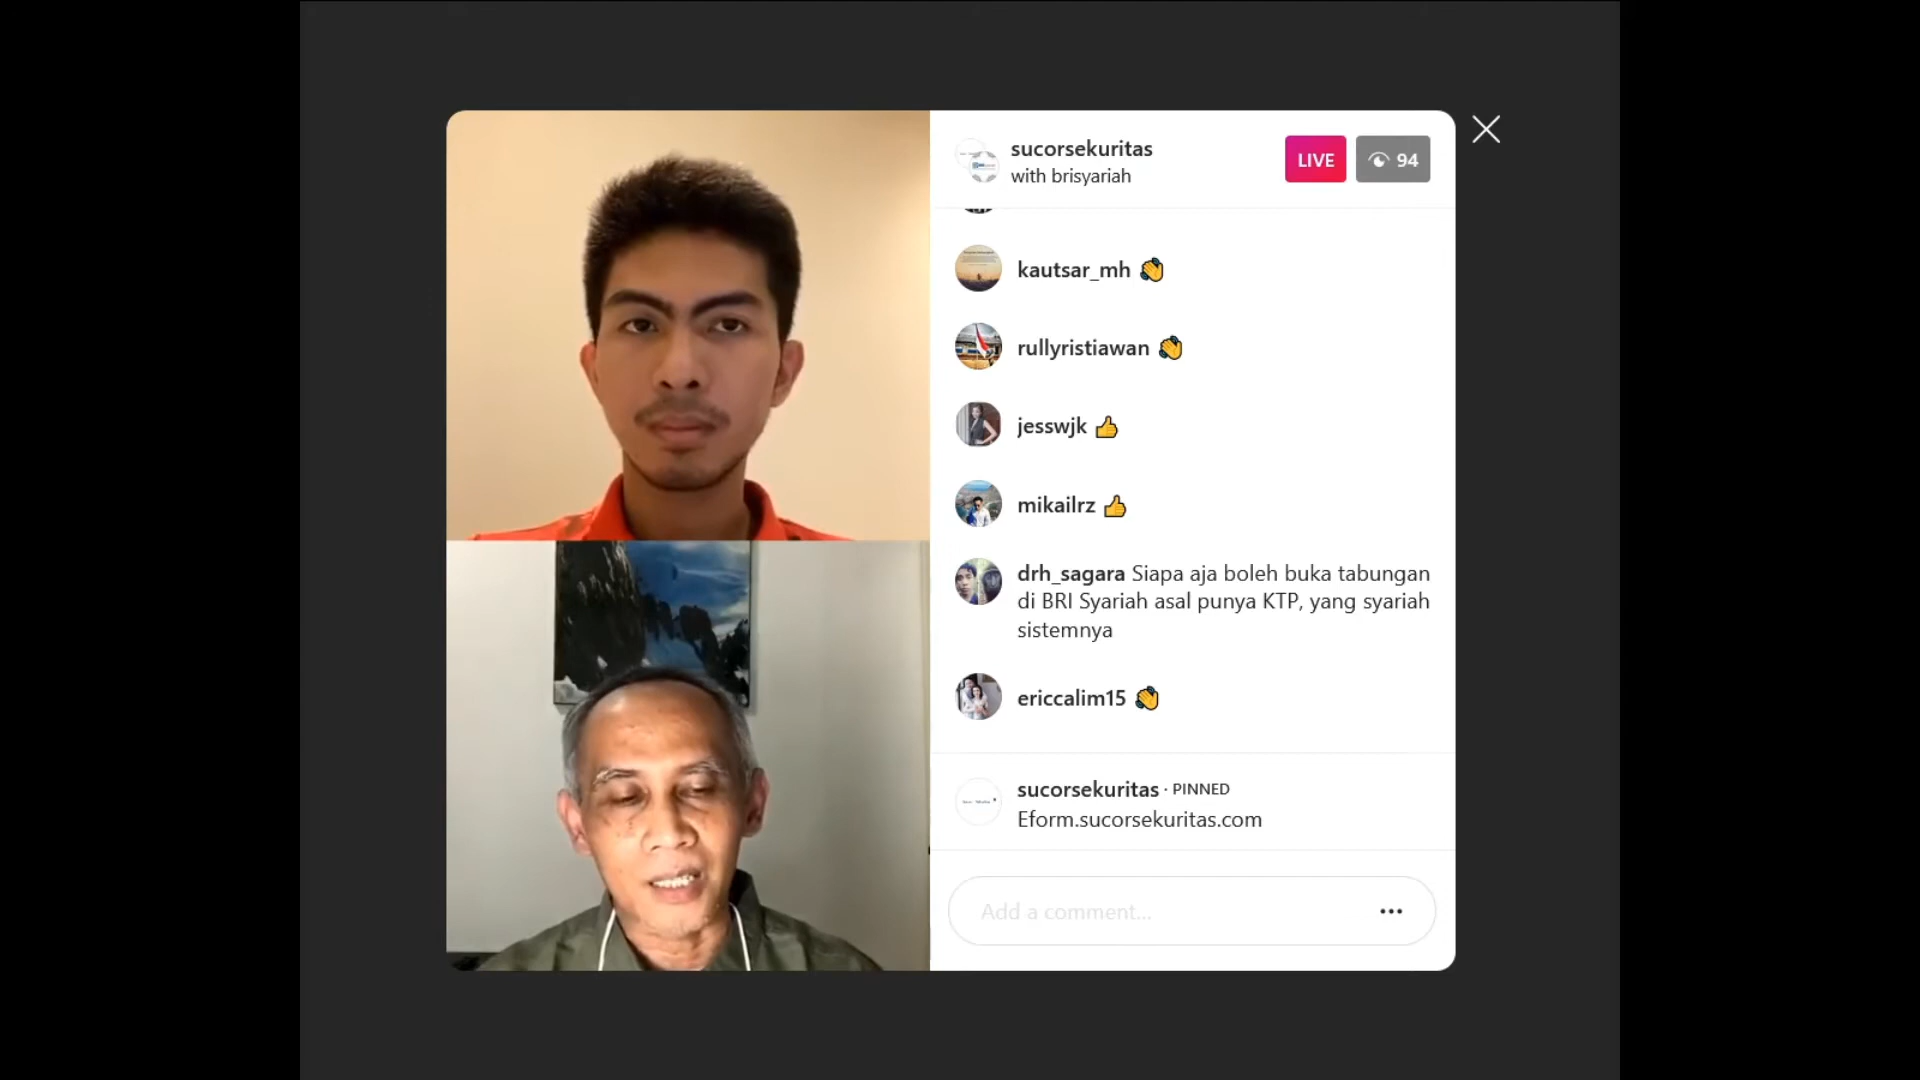 sucorsekuritas
with brisyariah
LIVE
94
kautsar_mh 👏
rullyristiawan 👏
jesswjk 👍
mikailrz 👍
drh_sagara Siapa aja boleh buka tabungan
di BRI Syariah asal punya KTP, yang syariah
sistemnya
ericcalim15 👏
sucorsekuritas · PINNED
Eform.sucorsekuritas.com
Add a comment...